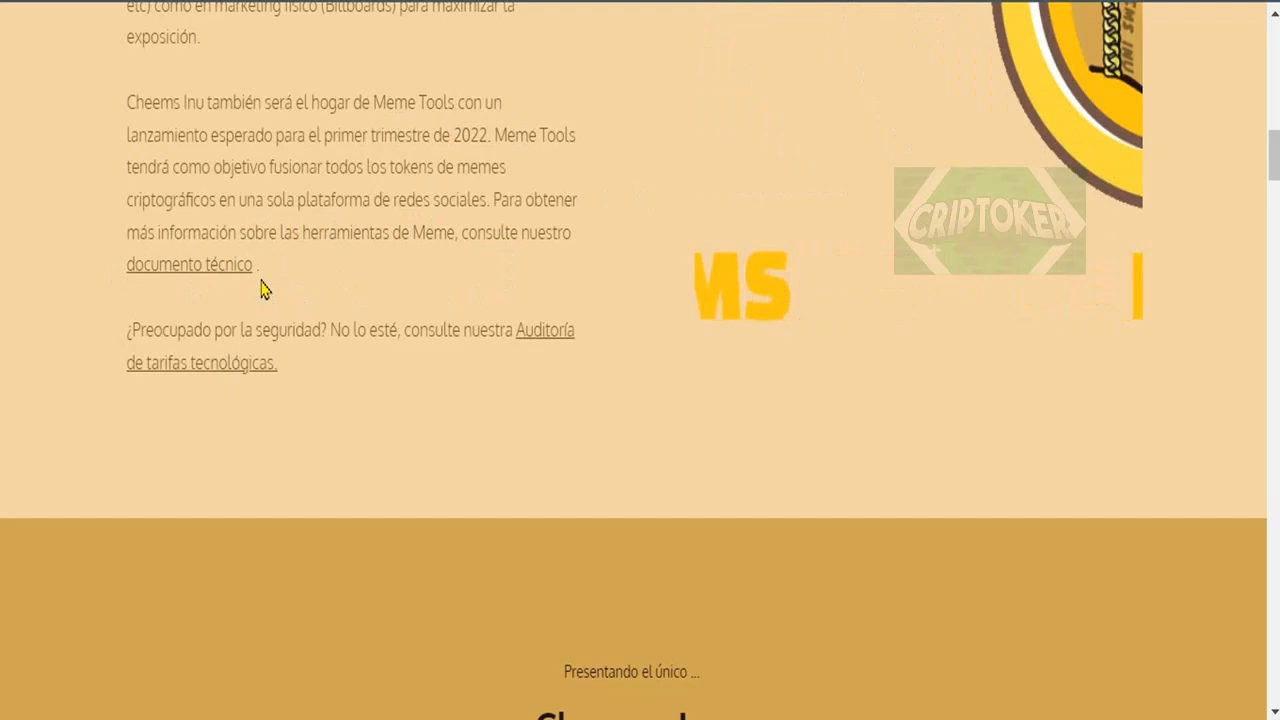 etc) como en marketing físico (Billboards) para maximizar la
exposición.
Cheems Inu también será el hogar de Meme Tools con un
lanzamiento esperado para el primer trimestre de 2022. Meme Tools
tendrá como objetivo fusionar todos los tokens de memes
criptográficos en una sola plataforma de redes sociales. Para obtener
más información sobre las herramientas de Meme, consulte nuestro
documento técnico .
¿Preocupado por la seguridad? No lo esté, consulte nuestra Auditoría
de tarifas tecnológicas.
MS INU
CRIPTOKER
MS
Presentando el único ...